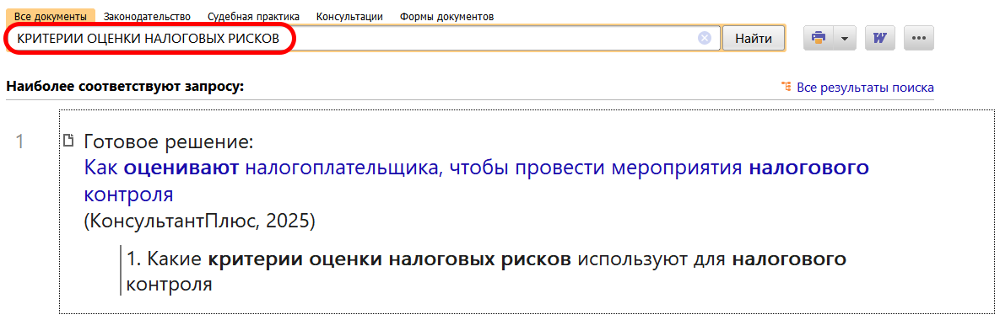 Все документы Законодательство Судебная практика Консультации Формы документов
КРИТЕРИИ ОЦЕНКИ НАЛОГОВЫХ РИСКОВ Найти W
Наиболее соответствуют запросу: Все результаты поиска
1 Готовое решение:
Как оценивают налогоплательщика, чтобы провести мероприятия налогового
контроля
(КонсультантПлюс, 2025)
1. Какие критерии оценки налоговых рисков используют для налогового
контроля